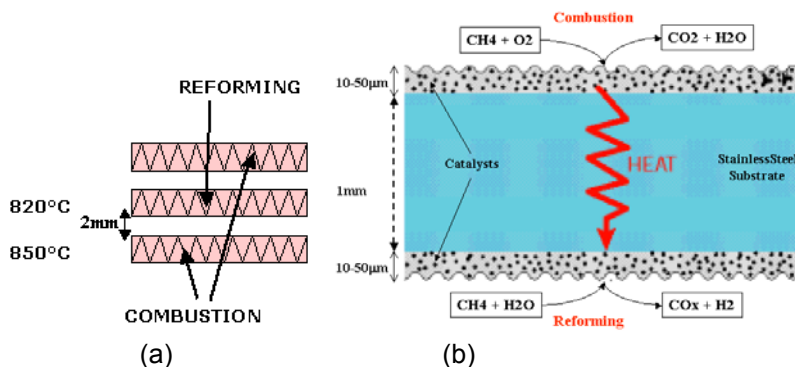 REFORMING
820°C
2mm
850°C
COMBUSTION
(a)
Combustion
CH4 + O2
CO2 + H2O
10-50µm
Catalysts
HEAT
StainlessSteel
Substrate
1mm
10-50µm
CH4 + H2O
COx + H2
Reforming
(b)